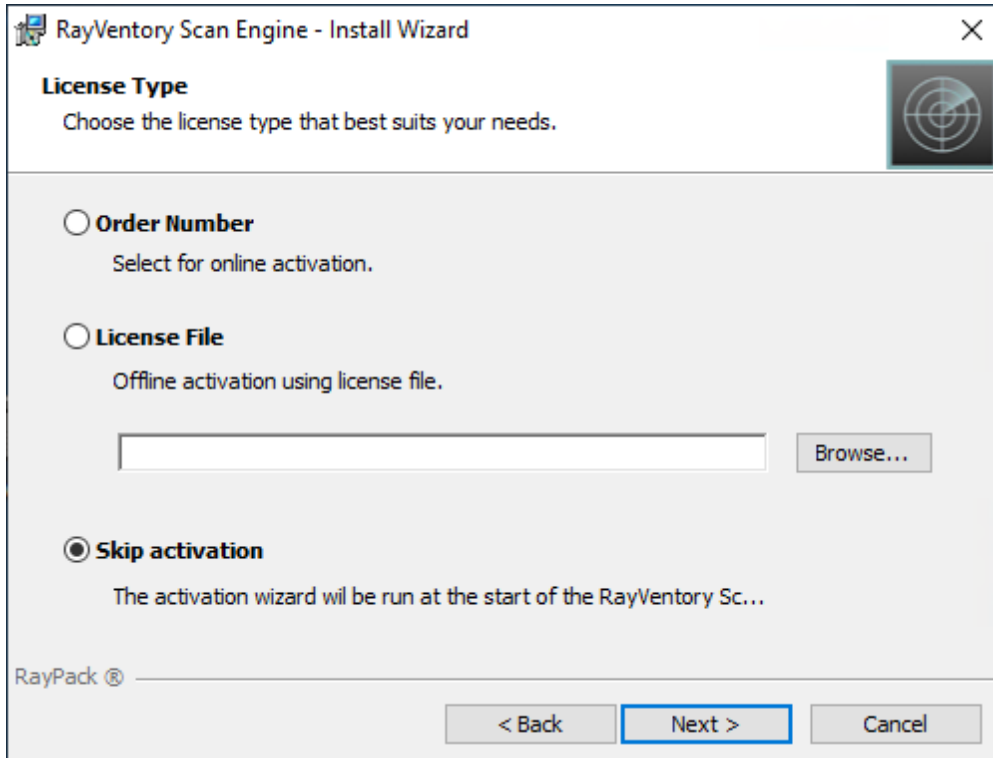 RayVentory Scan Engine - Install Wizard
License Type
Choose the license type that best suits your needs.
Order Number
Select for online activation.
License File
Offline activation using license file.
Browse...
Skip activation
The activation wizard wil be run at the start of the RayVentory Sc...
RayPack ®
< Back Next > Cancel